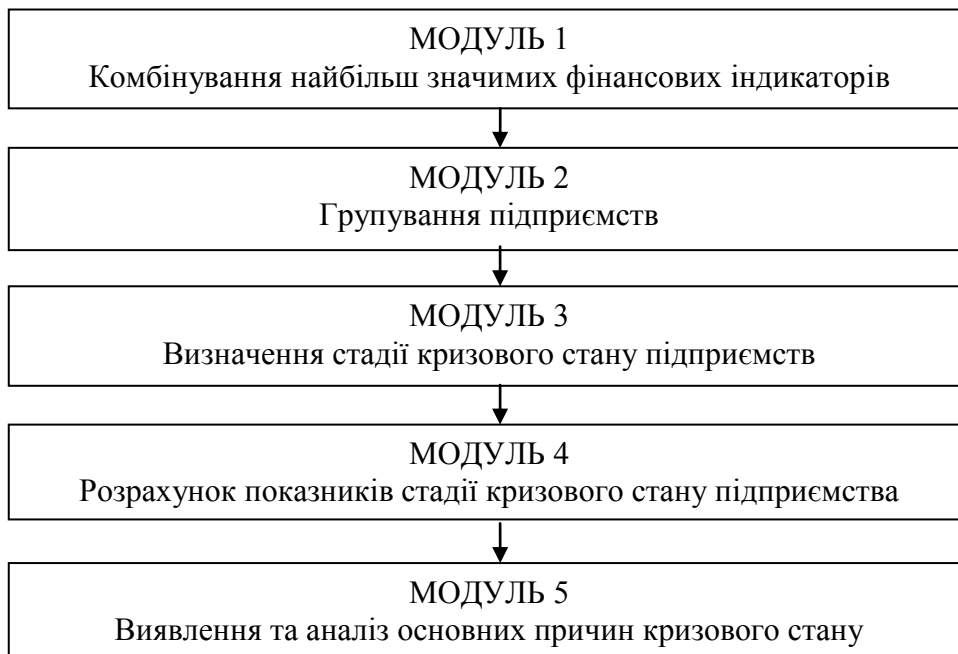 МОДУЛЬ 1
Комбінування найбільш значимих фінансових індикаторів
МОДУЛЬ 2
Групування підприємств
МОДУЛЬ 3
Визначення стадії кризового стану підприємств
МОДУЛЬ 4
Розрахунок показників стадії кризового стану підприємства
МОДУЛЬ 5
Виявлення та аналіз основних причин кризового стану